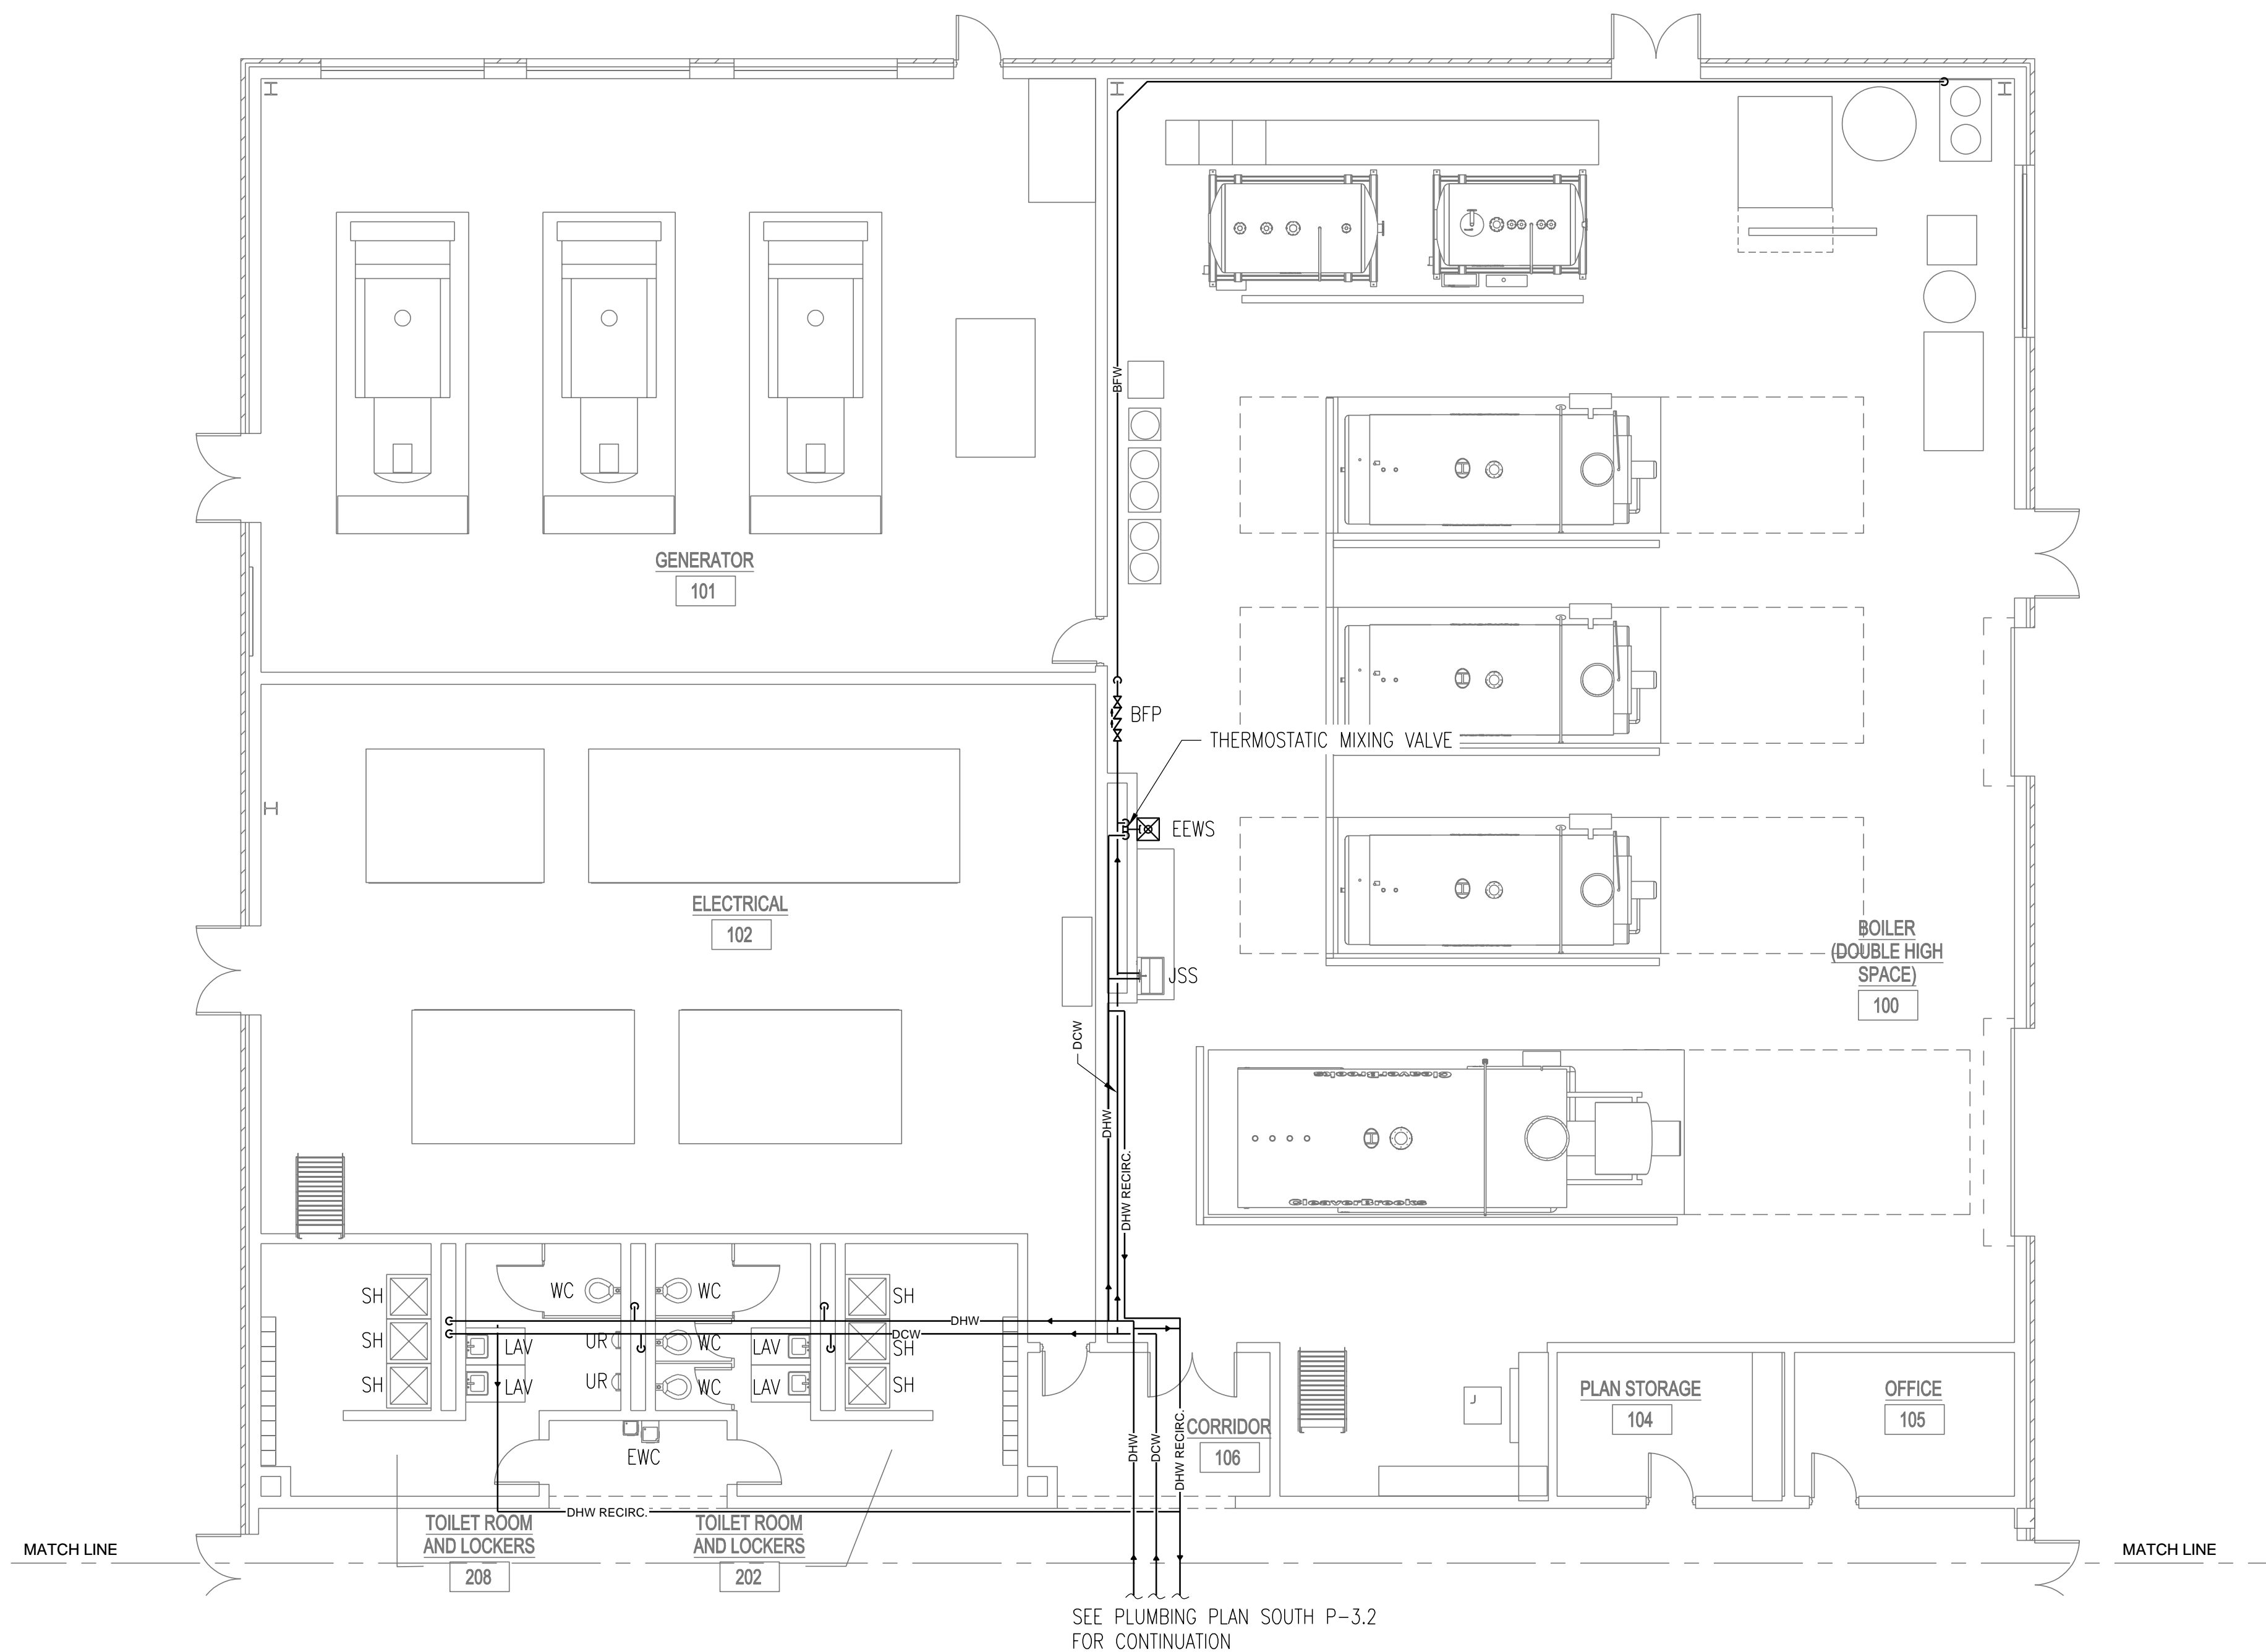 BFW
GENERATOR
101
BFP
THERMOSTATIC MIXING VALVE
EEWS
ELECTRICAL
102
BOILER
(DOUBLE HIGH
SPACE)
100
JSS
DCW
DHW
DHW RECIRC.
CleaverBrooks
CleaverBrooks
SH
WC
WC
SH
DHW
DCW
SH
LAV
UR
WC
LAV
SH
SH
LAV
UR
WC
LAV
SH
EWC
DHW
DCW
DHW RECIRC.
CORRIDOR
106
J
PLAN STORAGE
104
OFFICE
105
DHW RECIRC.
TOILET ROOM
AND LOCKERS
208
TOILET ROOM
AND LOCKERS
202
MATCH LINE
MATCH LINE
SEE PLUMBING PLAN SOUTH P-3.2
FOR CONTINUATION